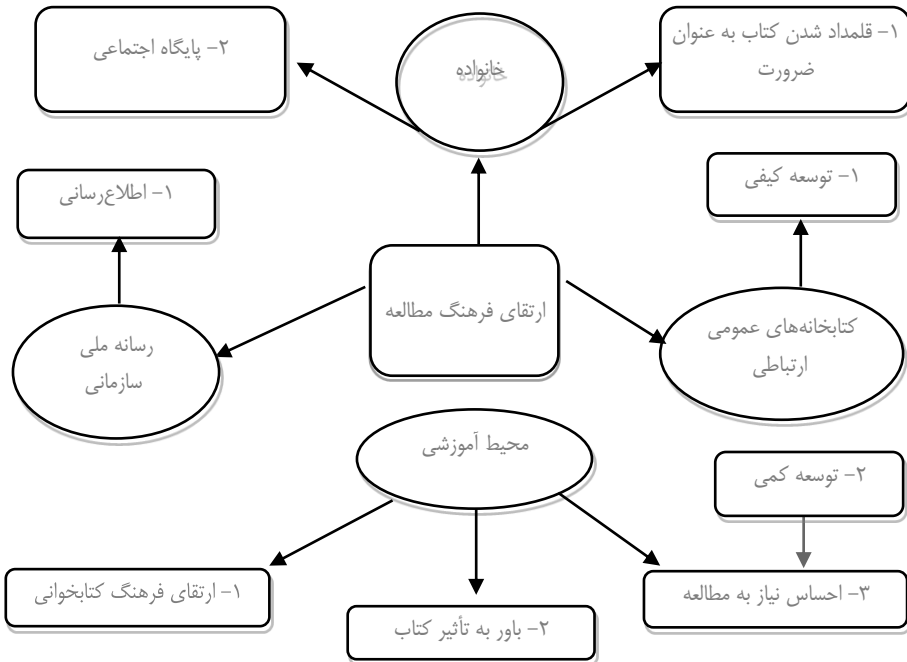 ۱- قلمداد شدن کتاب به عنوان
ضرورت
خانواده
۲- پایگاه اجتماعی
۱- توسعه کیفی
۱- اطلاع‌رسانی
ارتقای فرهنگ مطالعه
کتابخانه‌های عمومی
ارتباطی
رسانه ملی
سازمانی
محیط آموزشی
۲- توسعه کمی
۳- احساس نیاز به مطالعه
۲- باور به تأثیر کتاب
۱- ارتقای فرهنگ کتابخوانی